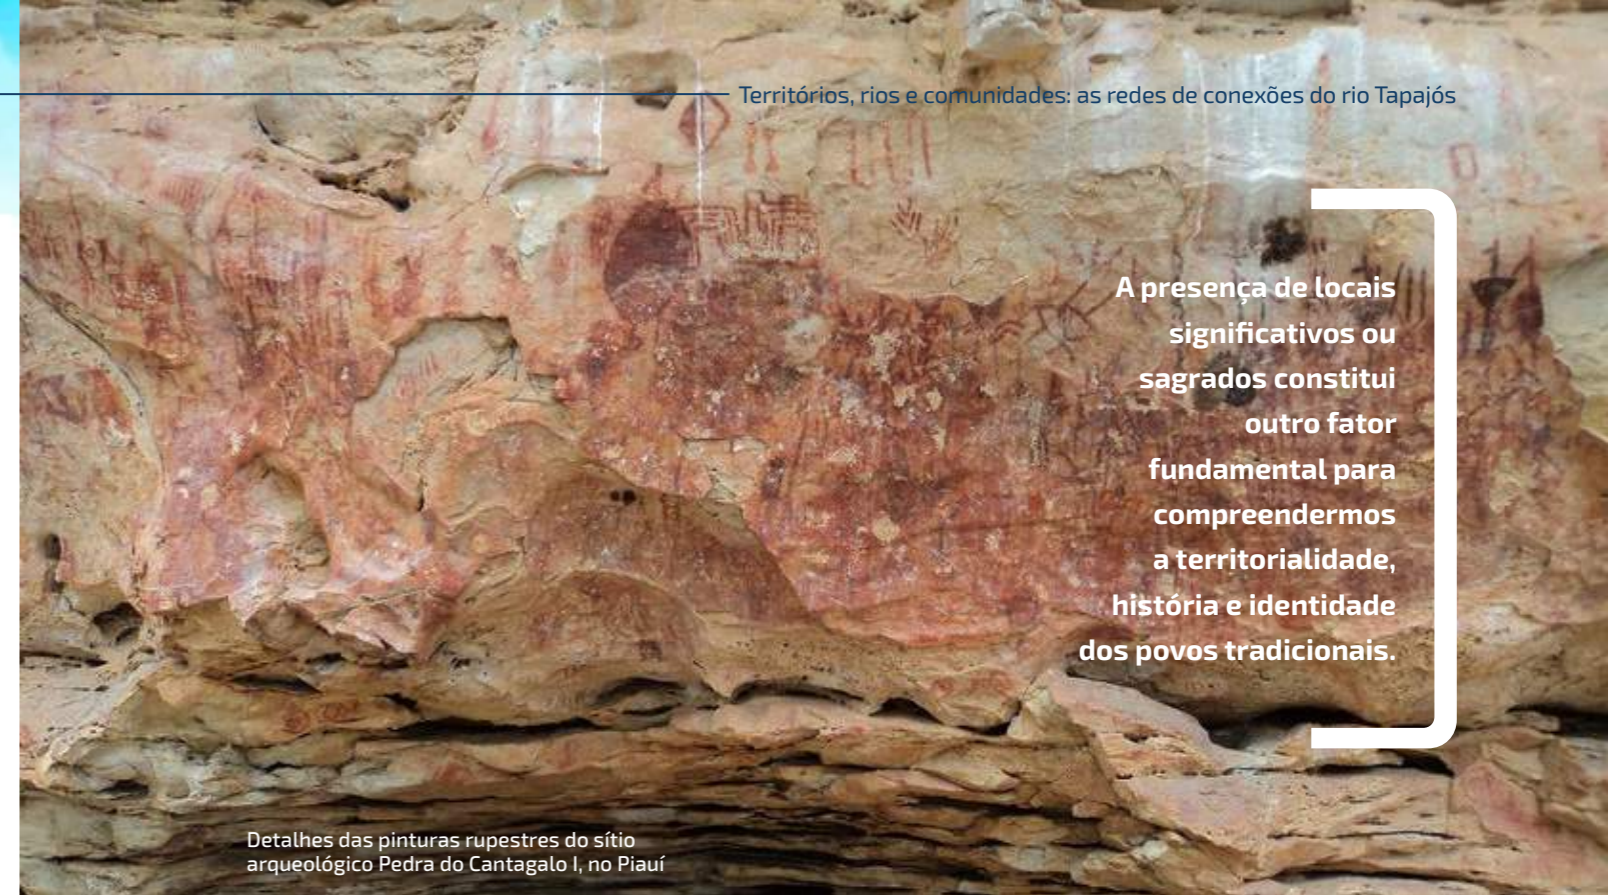 Territórios, rios e comunidades: as redes de conexões do rio Tapajós
A presença de locais
significativos ou
sagrados constitui
outro fator
fundamental para
compreendermos
a territorialidade,
história e identidade
dos povos tradicionais.
Detalhes das pinturas rupestres do sítio
arqueológico Pedra do Cantagalo I, no Piauí